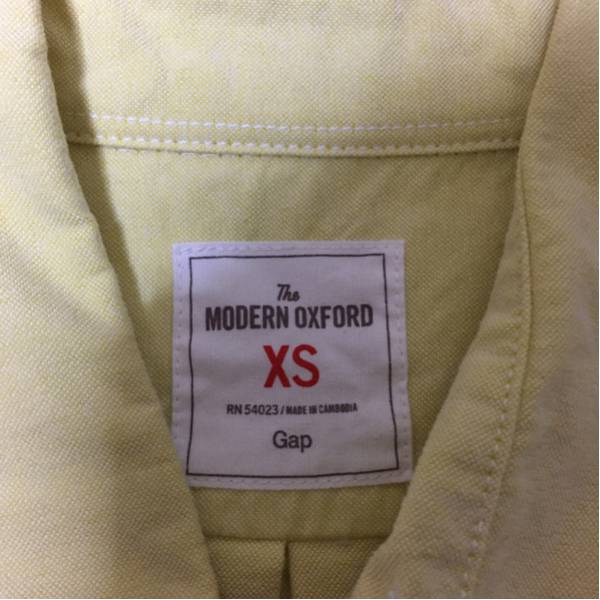 The
MODERN OXFORD
XS
RN 54023 / MADE IN CAMBODIA
Gap